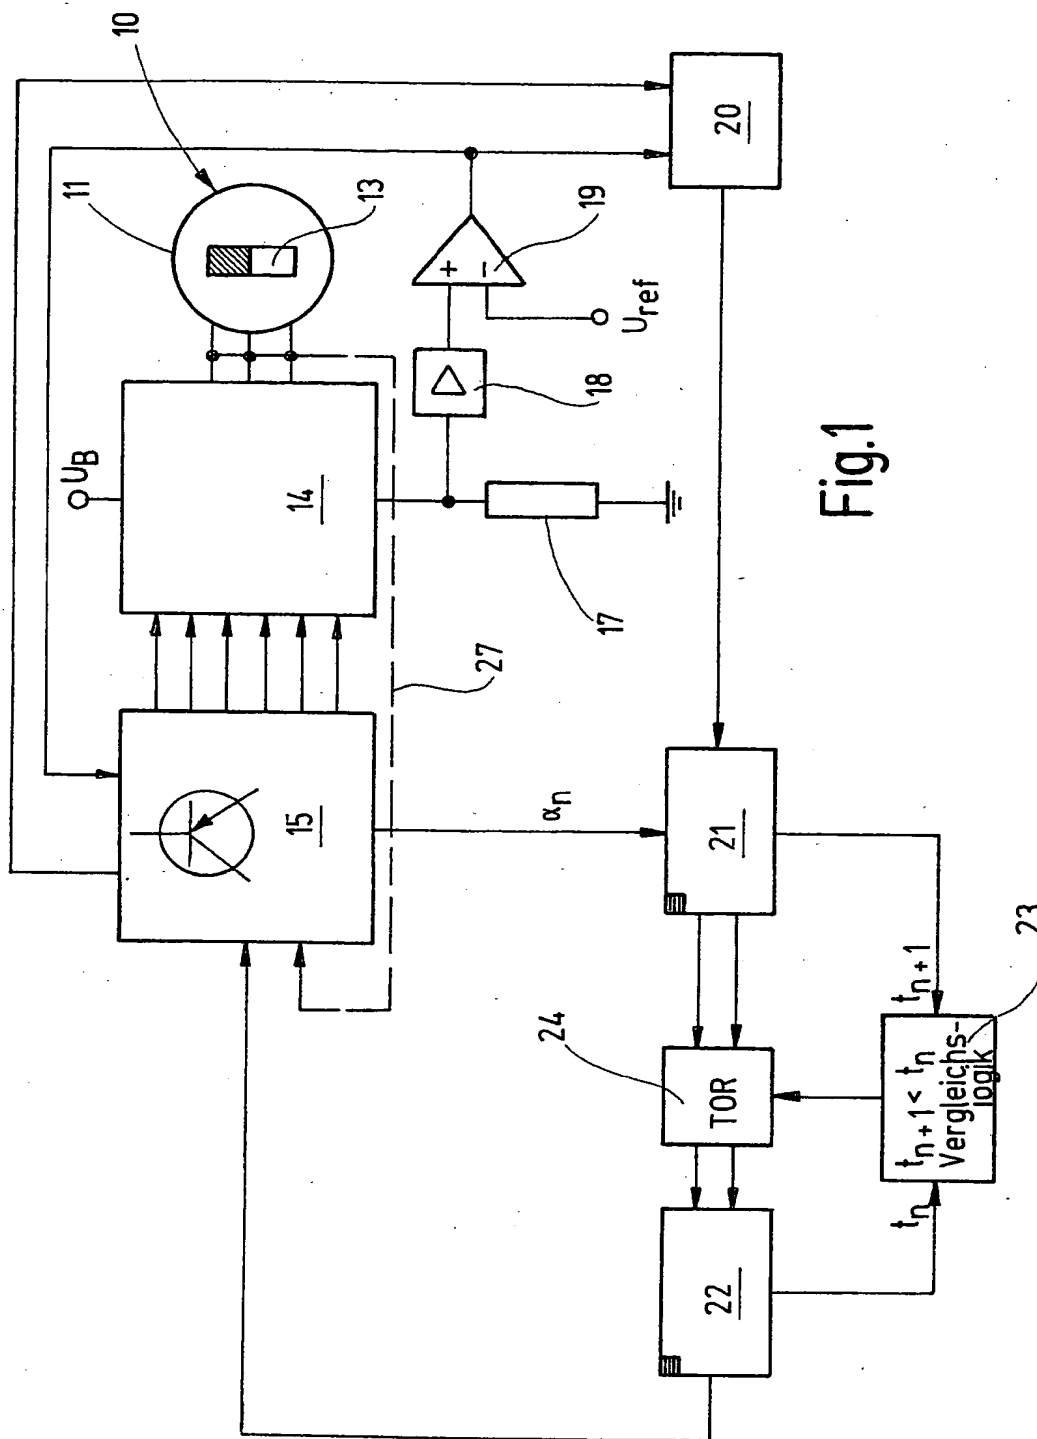 10
11
13
U_B
14
15
27
17
18
19
U_ref
20
α_n
21
24
TOR
22
t_n
t_n+1
t_n+1 < t_n
Vergleichs-
logik
23
Fig.1